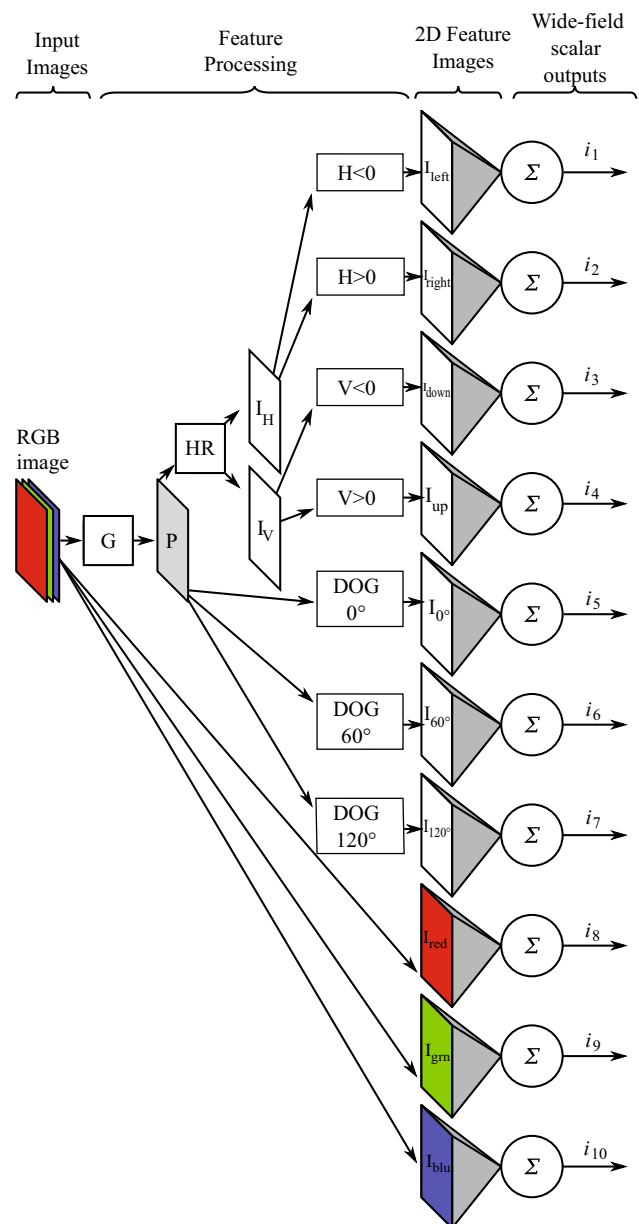 Input
Images
Feature
Processing
2D Feature
Images
Wide-field
scalar
outputs
H<0
I_left
Σ
i_1
H>0
I_right
Σ
i_2
V<0
I_down
Σ
i_3
V>0
I_up
Σ
i_4
RGB
image
G
P
HR
I_H
I_V
DOG
0°
I_0°
Σ
i_5
DOG
60°
I_60°
Σ
i_6
DOG
120°
I_120°
Σ
i_7
I_red
Σ
i_8
I_grn
Σ
i_9
I_blu
Σ
i_10